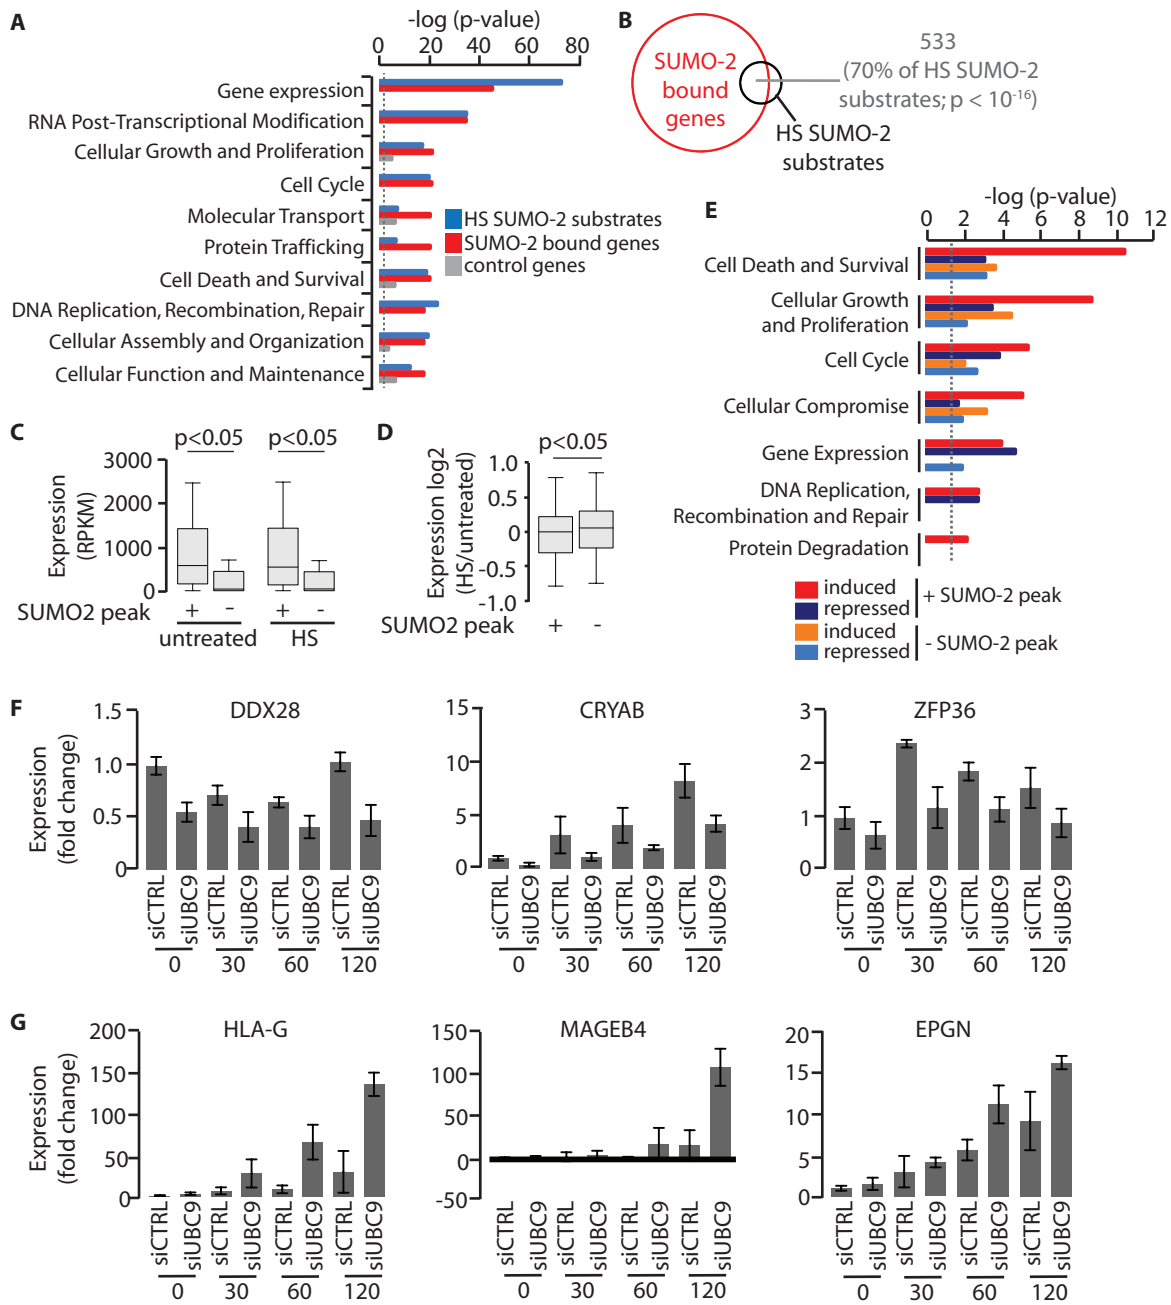 A
-log (p-value)
0 20 40 60 80
Gene expression
RNA Post-Transcriptional Modification
Cellular Growth and Proliferation
Cell Cycle
Molecular Transport
Protein Trafficking
Cell Death and Survival
DNA Replication, Recombination, Repair
Cellular Assembly and Organization
Cellular Function and Maintenance
HS SUMO-2 substrates
SUMO-2 bound genes
control genes
B
SUMO-2
bound
genes
533
(70% of HS SUMO-2
substrates; p < 10-16)
HS SUMO-2
substrates
C
p<0.05 p<0.05
Expression
(RPKM)
3000
2000
1000
0
SUMO2 peak + - + -
untreated HS
D
p<0.05
Expression log2
(HS/untreated)
1.0
0.5
0
-0.5
-1.0
SUMO2 peak + -
E
-log (p-value)
0 2 4 6 8 10 12
Cell Death and Survival
Cellular Growth
and Proliferation
Cell Cycle
Cellular Compromise
Gene Expression
DNA Replication,
Recombination and Repair
Protein Degradation
induced
repressed
+ SUMO-2 peak
induced
repressed
- SUMO-2 peak
F
DDX28
Expression
(fold change)
1.5
1.0
0.5
0
siCTRL siUBC9 siCTRL siUBC9 siCTRL siUBC9 siCTRL siUBC9
0 30 60 120
CRYAB
15
10
5
0
siCTRL siUBC9 siCTRL siUBC9 siCTRL siUBC9 siCTRL siUBC9
0 30 60 120
ZFP36
3
2
1
0
siCTRL siUBC9 siCTRL siUBC9 siCTRL siUBC9 siCTRL siUBC9
0 30 60 120
G
HLA-G
Expression
(fold change)
200
150
100
50
0
siCTRL siUBC9 siCTRL siUBC9 siCTRL siUBC9 siCTRL siUBC9
0 30 60 120
MAGEB4
150
100
50
0
-50
siCTRL siUBC9 siCTRL siUBC9 siCTRL siUBC9 siCTRL siUBC9
0 30 60 120
EPGN
20
15
10
5
0
siCTRL siUBC9 siCTRL siUBC9 siCTRL siUBC9 siCTRL siUBC9
0 30 60 120